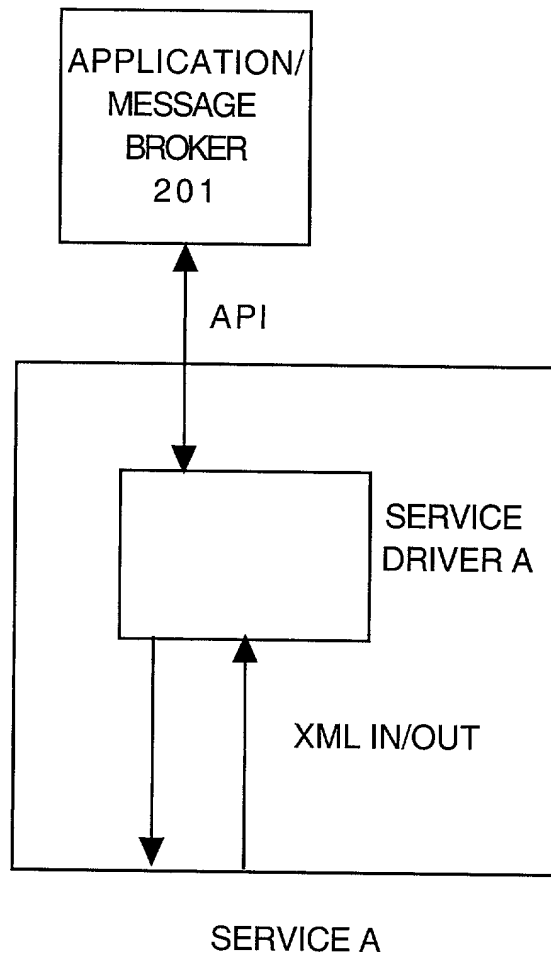 APPLICATION/
MESSAGE
BROKER
201
API
SERVICE
DRIVER A
XML IN/OUT
SERVICE A